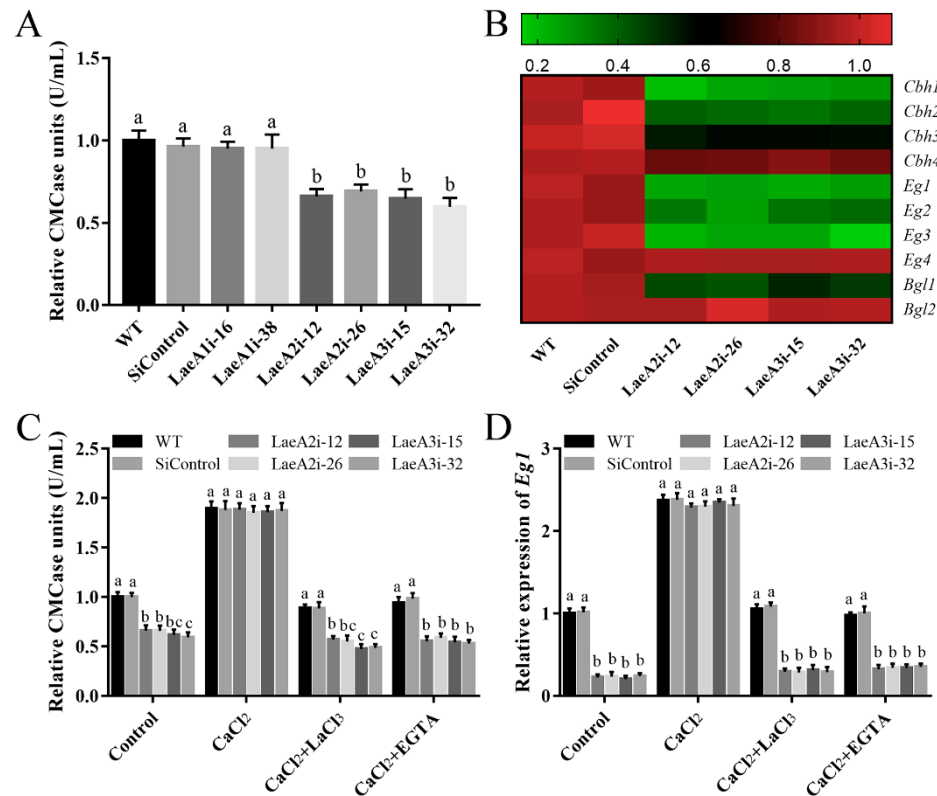 A
Relative CMCase units (U/mL)
1.5
1.0
0.5
0.0
a
a
a
a
b
b
b
b
WT
SiControl
LaeA1i-16
LaeA1i-38
LaeA2i-12
LaeA2i-26
LaeA3i-15
LaeA3i-32
B
0.2 0.4 0.6 0.8 1.0
Cbh1
Cbh2
Cbh3
Cbh4
Eg1
Eg2
Eg3
Eg4
Bgl1
Bgl2
WT
SiControl
LaeA2i-12
LaeA2i-26
LaeA3i-15
LaeA3i-32
C
WT LaeA2i-12 LaeA3i-15
SiControl LaeA2i-26 LaeA3i-32
Relative CMCase units (U/mL)
2.5
2.0
1.5
1.0
0.5
0.0
a a b b bc c
a a a a a a
a a b b c c
a a b b b b
Control
CaCl2
CaCl2+LaCl3
CaCl2+EGTA
D
WT LaeA2i-12 LaeA3i-15
SiControl LaeA2i-26 LaeA3i-32
Relative expression of Eg1
3
2
1
0
a a b b b b
a a a a a a
a a b b b b
a a b b b b
Control
CaCl2
CaCl2+LaCl3
CaCl2+EGTA